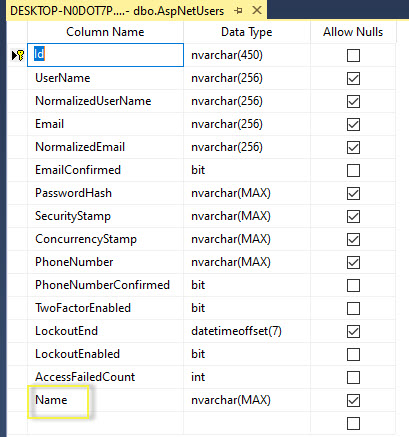 DESKTOP-N0DOT7P....- dbo.AspNetUsers
Column Name Data Type Allow Nulls
Id nvarchar(450)
UserName nvarchar(256)
NormalizedUserName nvarchar(256)
Email nvarchar(256)
NormalizedEmail nvarchar(256)
EmailConfirmed bit
PasswordHash nvarchar(MAX)
SecurityStamp nvarchar(MAX)
ConcurrencyStamp nvarchar(MAX)
PhoneNumber nvarchar(MAX)
PhoneNumberConfirmed bit
TwoFactorEnabled bit
LockoutEnd datetimeoffset(7)
LockoutEnabled bit
AccessFailedCount int
Name nvarchar(MAX)